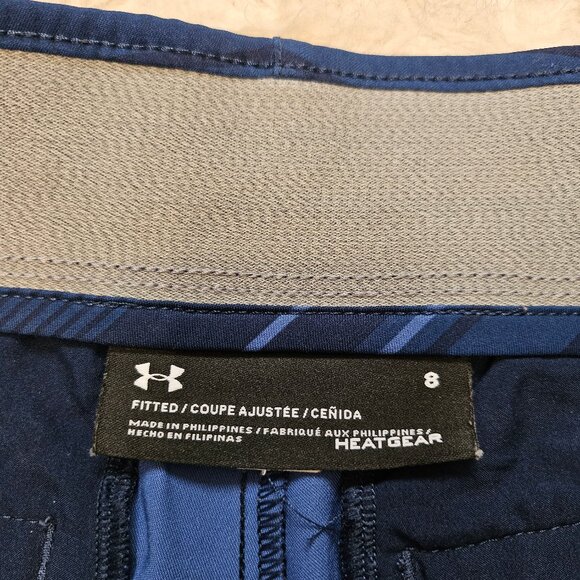 8
FITTED / COUPE AJUSTÉE / CEÑIDA
MADE IN PHILIPPINES / FABRIQUÉ AUX PHILIPPINES /
HECHO EN FILIPINAS
HEATGEAR